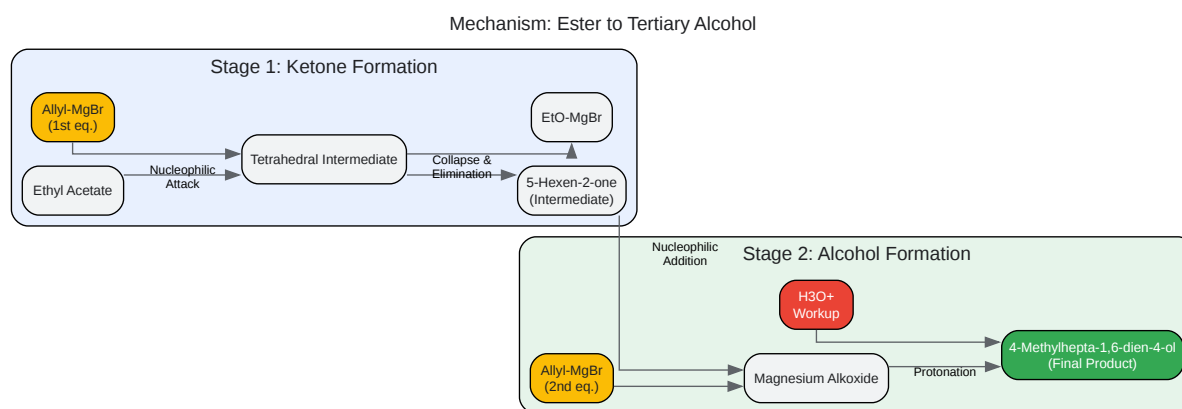 Mechanism: Ester to Tertiary Alcohol
Stage 1: Ketone Formation
Allyl-MgBr
(1st eq.)
EtO-MgBr
Tetrahedral Intermediate
Nucleophilic
Attack
Collapse &
Elimination
Ethyl Acetate
5-Hexen-2-one
(Intermediate)
Nucleophilic
Addition
Stage 2: Alcohol Formation
H3O+
Workup
4-Methylhepta-1,6-dien-4-ol
(Final Product)
Allyl-MgBr
(2nd eq.)
Magnesium Alkoxide
Protonation